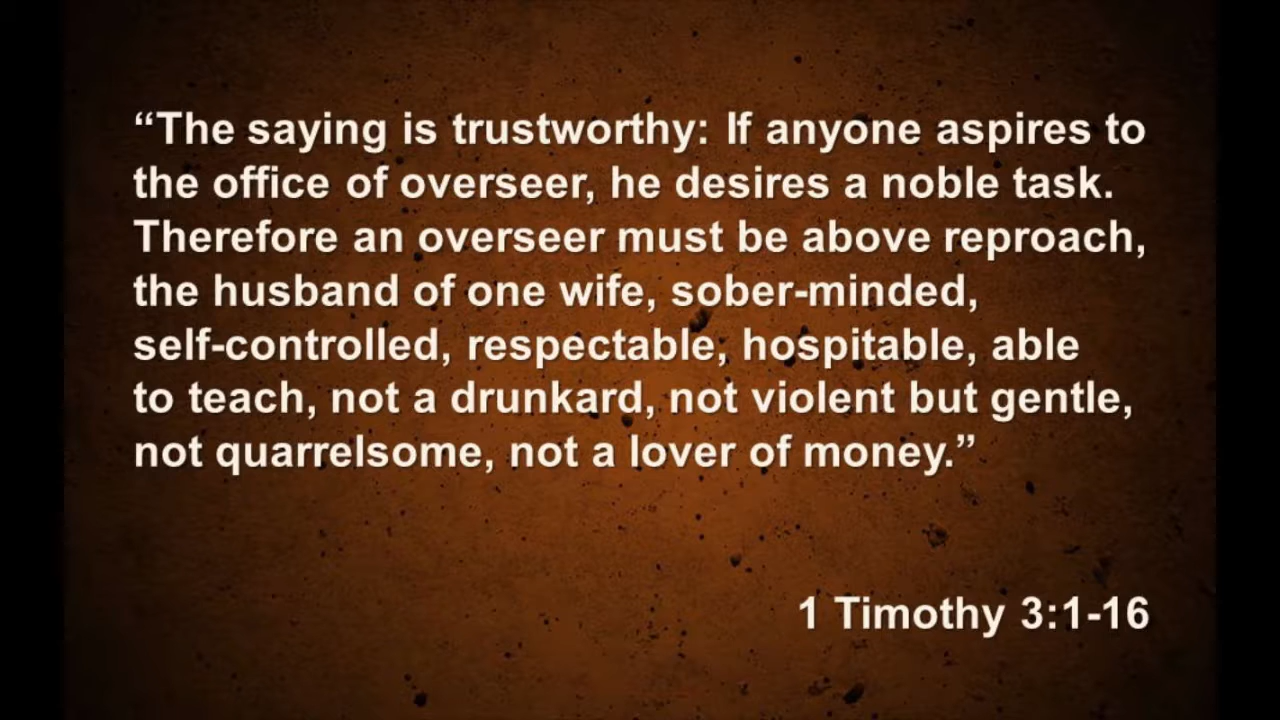 “The saying is trustworthy: If anyone aspires to
the office of overseer, he desires a noble task.
Therefore an overseer must be above reproach,
the husband of one wife, sober-minded,
self-controlled, respectable, hospitable, able
to teach, not a drunkard, not violent but gentle,
not quarrelsome, not a lover of money.”
1 Timothy 3:1-16